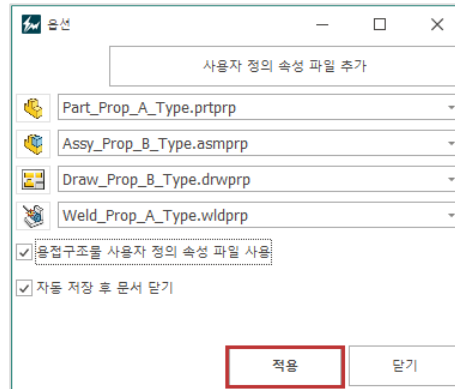 옵션
사용자 정의 속성 파일 추가
Part_Prop_A_Type.prtprp
Assy_Prop_B_Type.asmprp
Draw_Prop_B_Type.drwprp
Weld_Prop_A_Type.wldprp
용접구조물 사용자 정의 속성 파일 사용
자동 저장 후 문서 닫기
적용 닫기